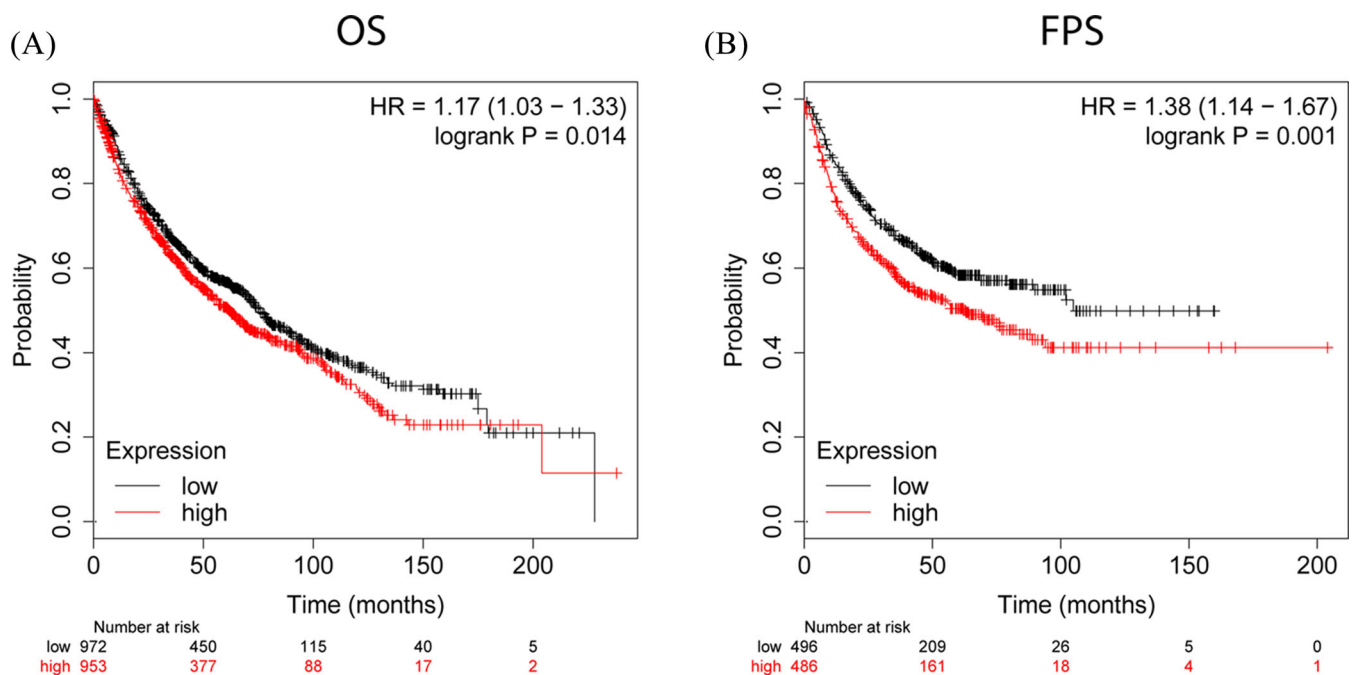 (A)
OS
HR = 1.17 (1.03 − 1.33)
logrank P = 0.014
Probability
1.0
0.8
0.6
0.4
0.2
0.0
Expression
low
high
0 50 100 150 200
Time (months)
Number at risk
low 972 450 115 40 5
high 953 377 88 17 2
(B)
FPS
HR = 1.38 (1.14 − 1.67)
logrank P = 0.001
Probability
1.0
0.8
0.6
0.4
0.2
0.0
Expression
low
high
0 50 100 150 200
Time (months)
Number at risk
low 496 209 26 5 0
high 486 161 18 4 1